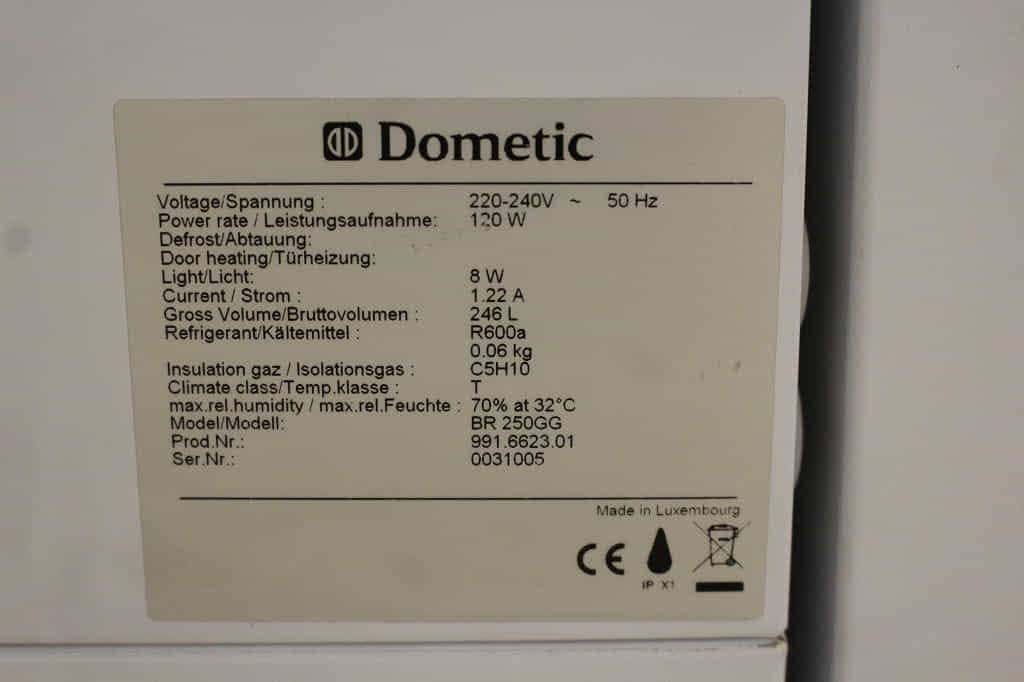 Dometic
Voltage/Spannung : 220-240V ~ 50 Hz
Power rate / Leistungsaufnahme: 120 W
Defrost/Abtauung:
Door heating/Türheizung:
Light/Licht: 8 W
Current / Strom : 1.22 A
Gross Volume/Bruttovolumen : 246 L
Refrigerant/Kältemittel : R600a
0.06 kg
Insulation gaz / Isolationsgas : C5H10
Climate class/Temp.klasse : T
max.rel.humidity / max.rel.Feuchte : 70% at 32°C
Model/Modell: BR 250GG
Prod.Nr.: 991.6623.01
Ser.Nr.: 0031005
Made in Luxembourg
CE
IP X1